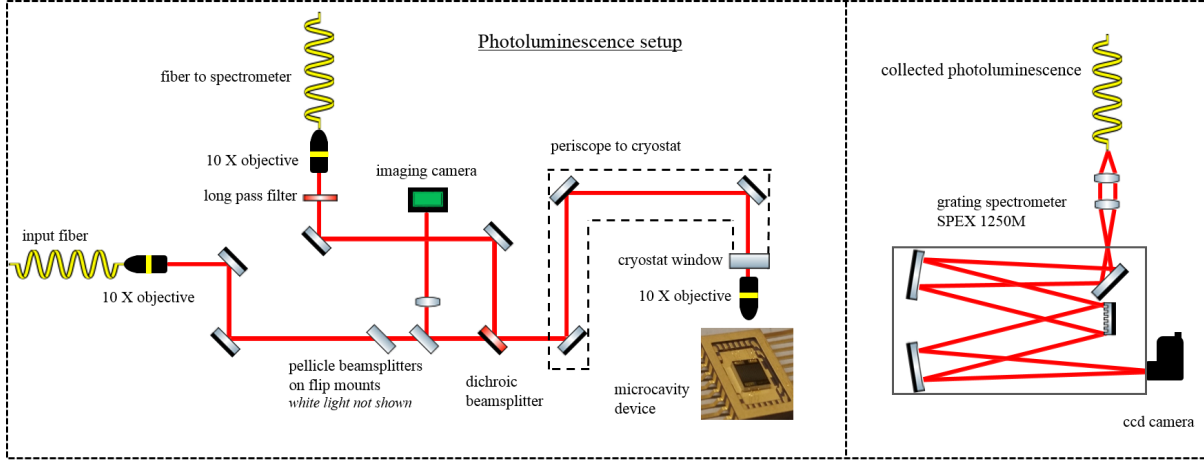 Photoluminescence setup
fiber to spectrometer
10 X objective
long pass filter
imaging camera
periscope to cryostat
input fiber
10 X objective
cryostat window
10 X objective
pellicle beamsplitters
on flip mounts
white light not shown
dichroic
beamsplitter
microcavity
device
collected photoluminescence
grating spectrometer
SPEX 1250M
ccd camera